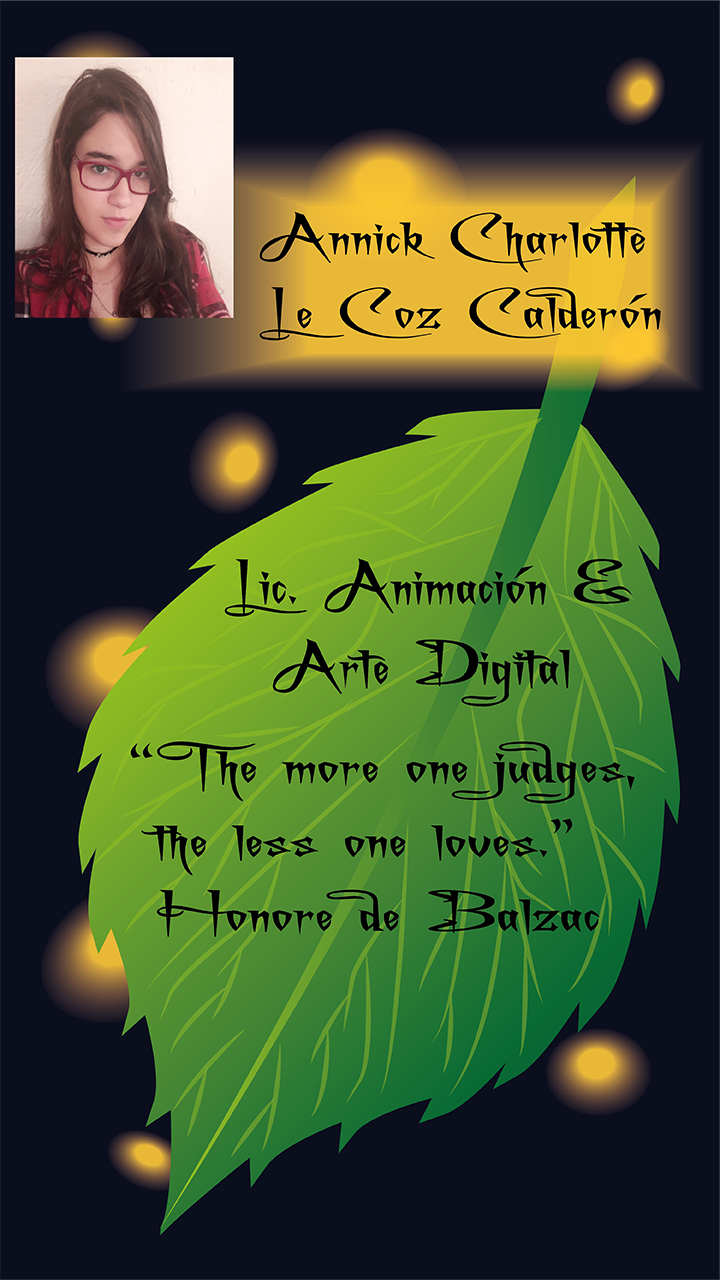 Annick Charlotte
Le Coz Calderón
Lic. Animación &
Arte Digital
“The more one judges,
the less one loves.”
Honore de Balzac